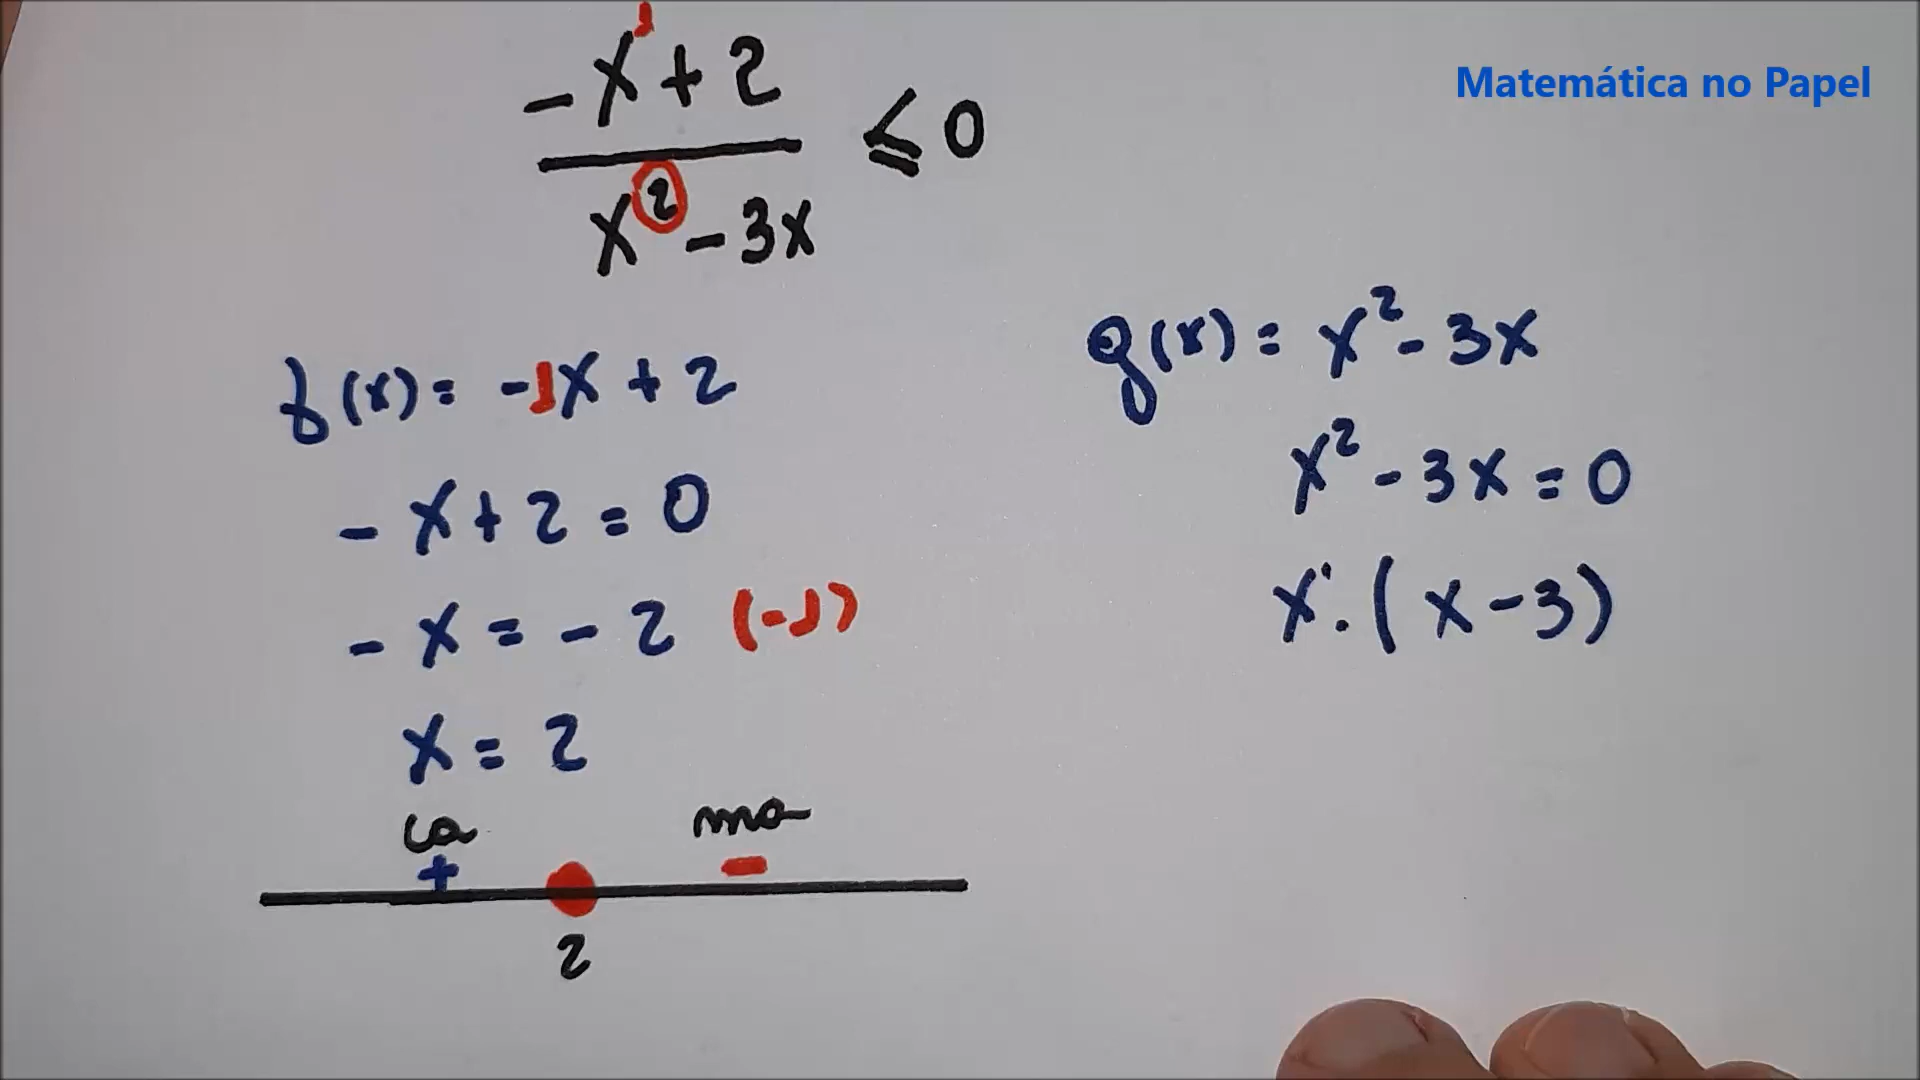 Matemática no Papel
-x¹ + 2
x² - 3x
≤ 0
f(x) = -1x + 2
- x + 2 = 0
- x = - 2 (-1)
x = 2
ca
ma
+
-
2
g(x) = x² - 3x
x² - 3x = 0
x . (x - 3)